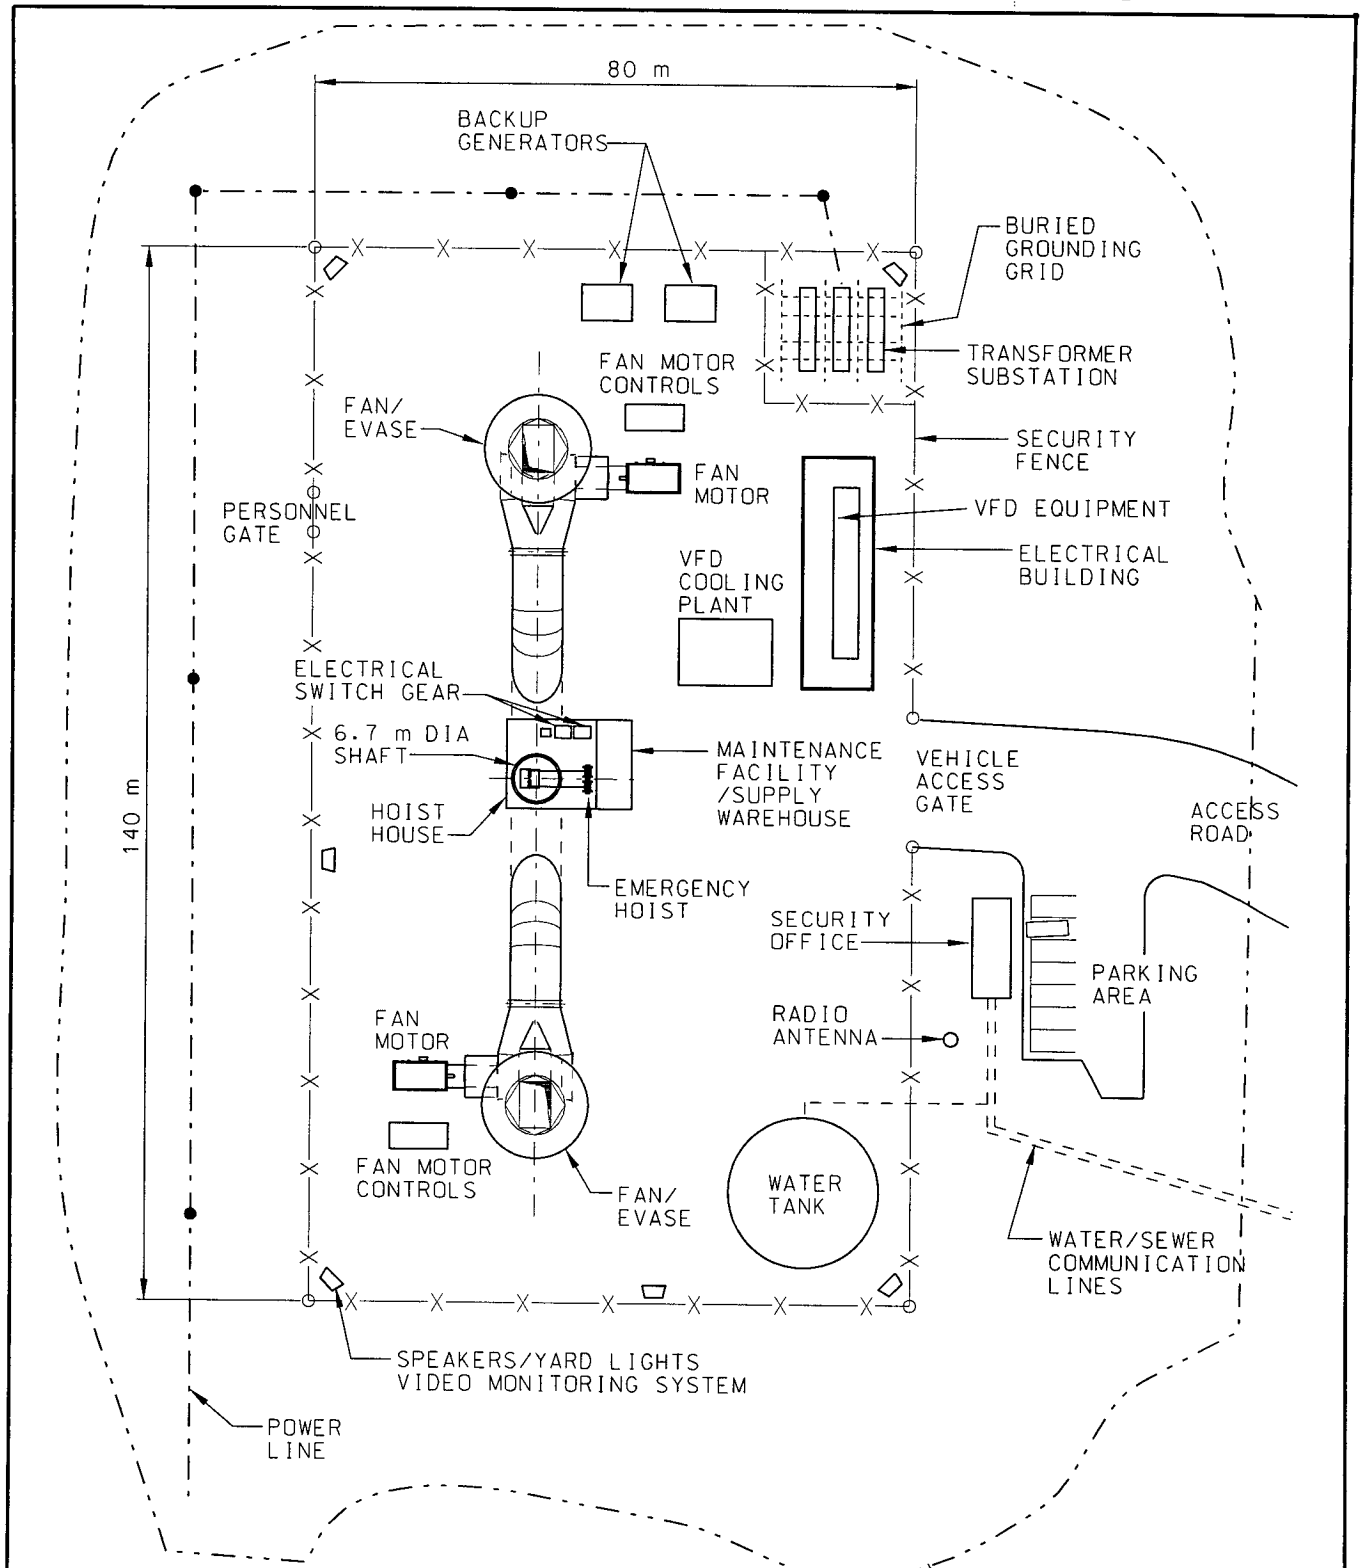 80 m
BACKUP
GENERATORS
BURIED
GROUNDING
GRID
TRANSFORMER
SUBSTATION
FAN MOTOR
CONTROLS
FAN/
EVASE
SECURITY
FENCE
FAN
MOTOR
PERSONNEL
GATE
VFD EQUIPMENT
ELECTRICAL
BUILDING
VFD
COOLING
PLANT
ELECTRICAL
SWITCH GEAR
6.7 m DIA
SHAFT
MAINTENANCE
FACILITY
/SUPPLY
WAREHOUSE
VEHICLE
ACCESS
GATE
ACCESS
ROAD
HOIST
HOUSE
140 m
EMERGENCY
HOIST
SECURITY
OFFICE
PARKING
AREA
RADIO
ANTENNA
FAN
MOTOR
FAN MOTOR
CONTROLS
FAN/
EVASE
WATER
TANK
WATER/SEWER
COMMUNICATION
LINES
SPEAKERS/YARD LIGHTS
VIDEO MONITORING SYSTEM
POWER
LINE